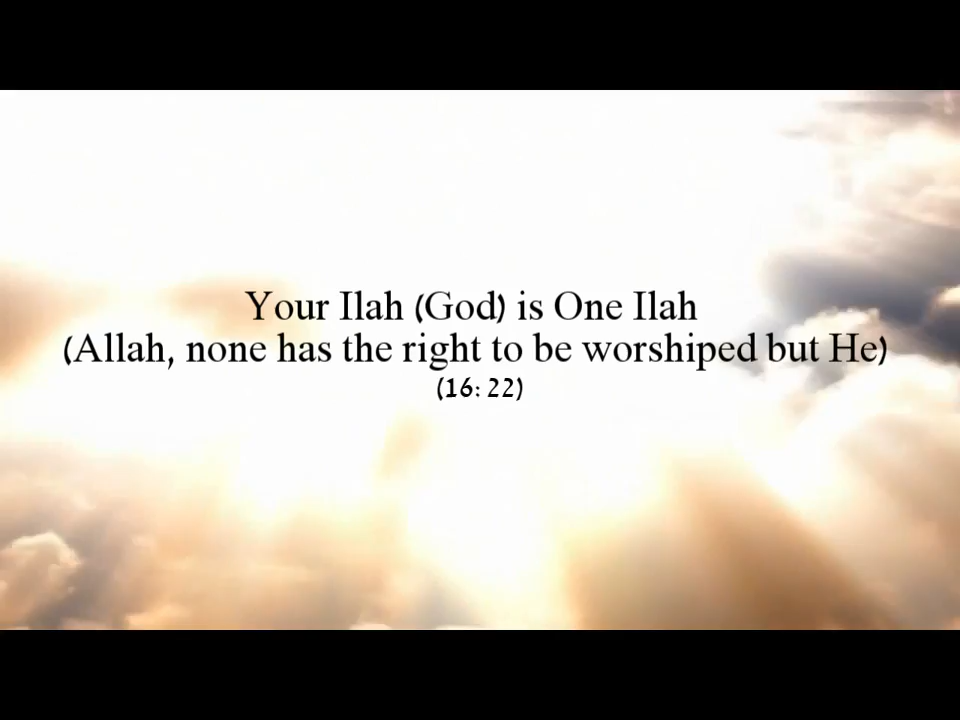 Your Ilah (God) is One Ilah
(Allah, none has the right to be worshiped but He)
(16: 22)